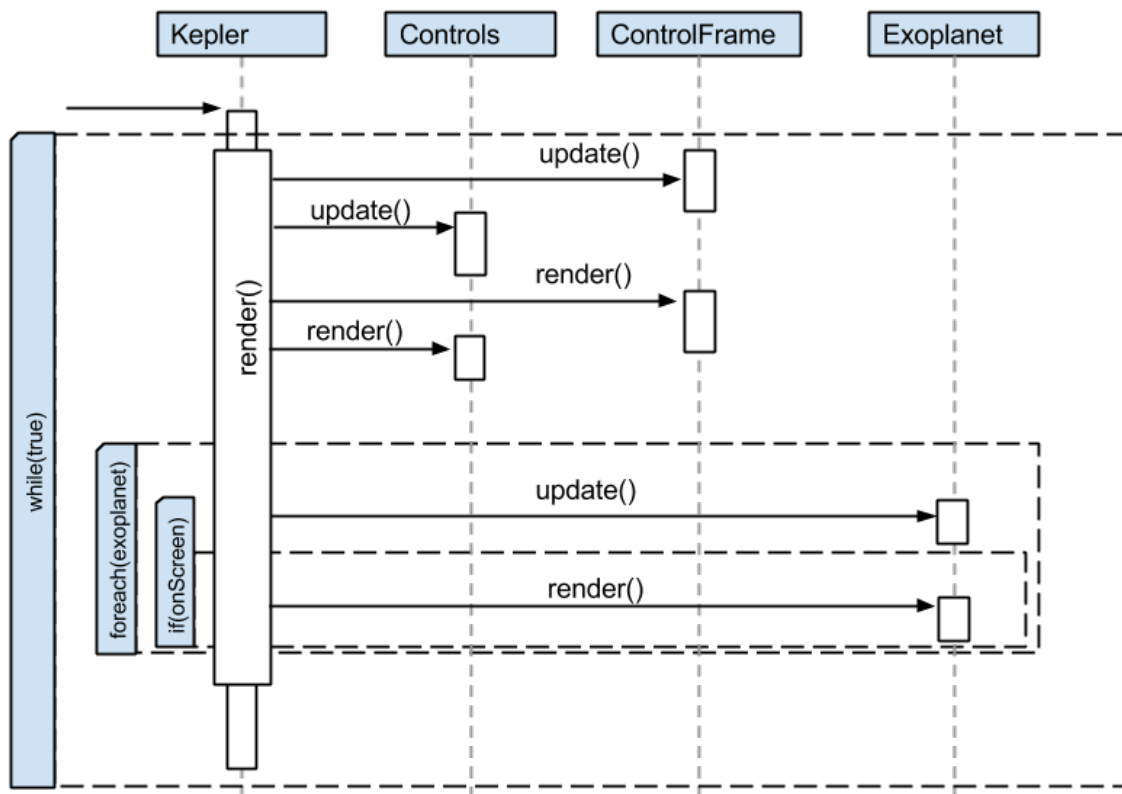 Kepler
Controls
ControlFrame
Exoplanet
update()
update()
render()
render()
render()
while(true)
foreach(exoplanet)
update()
if(onScreen)
render()